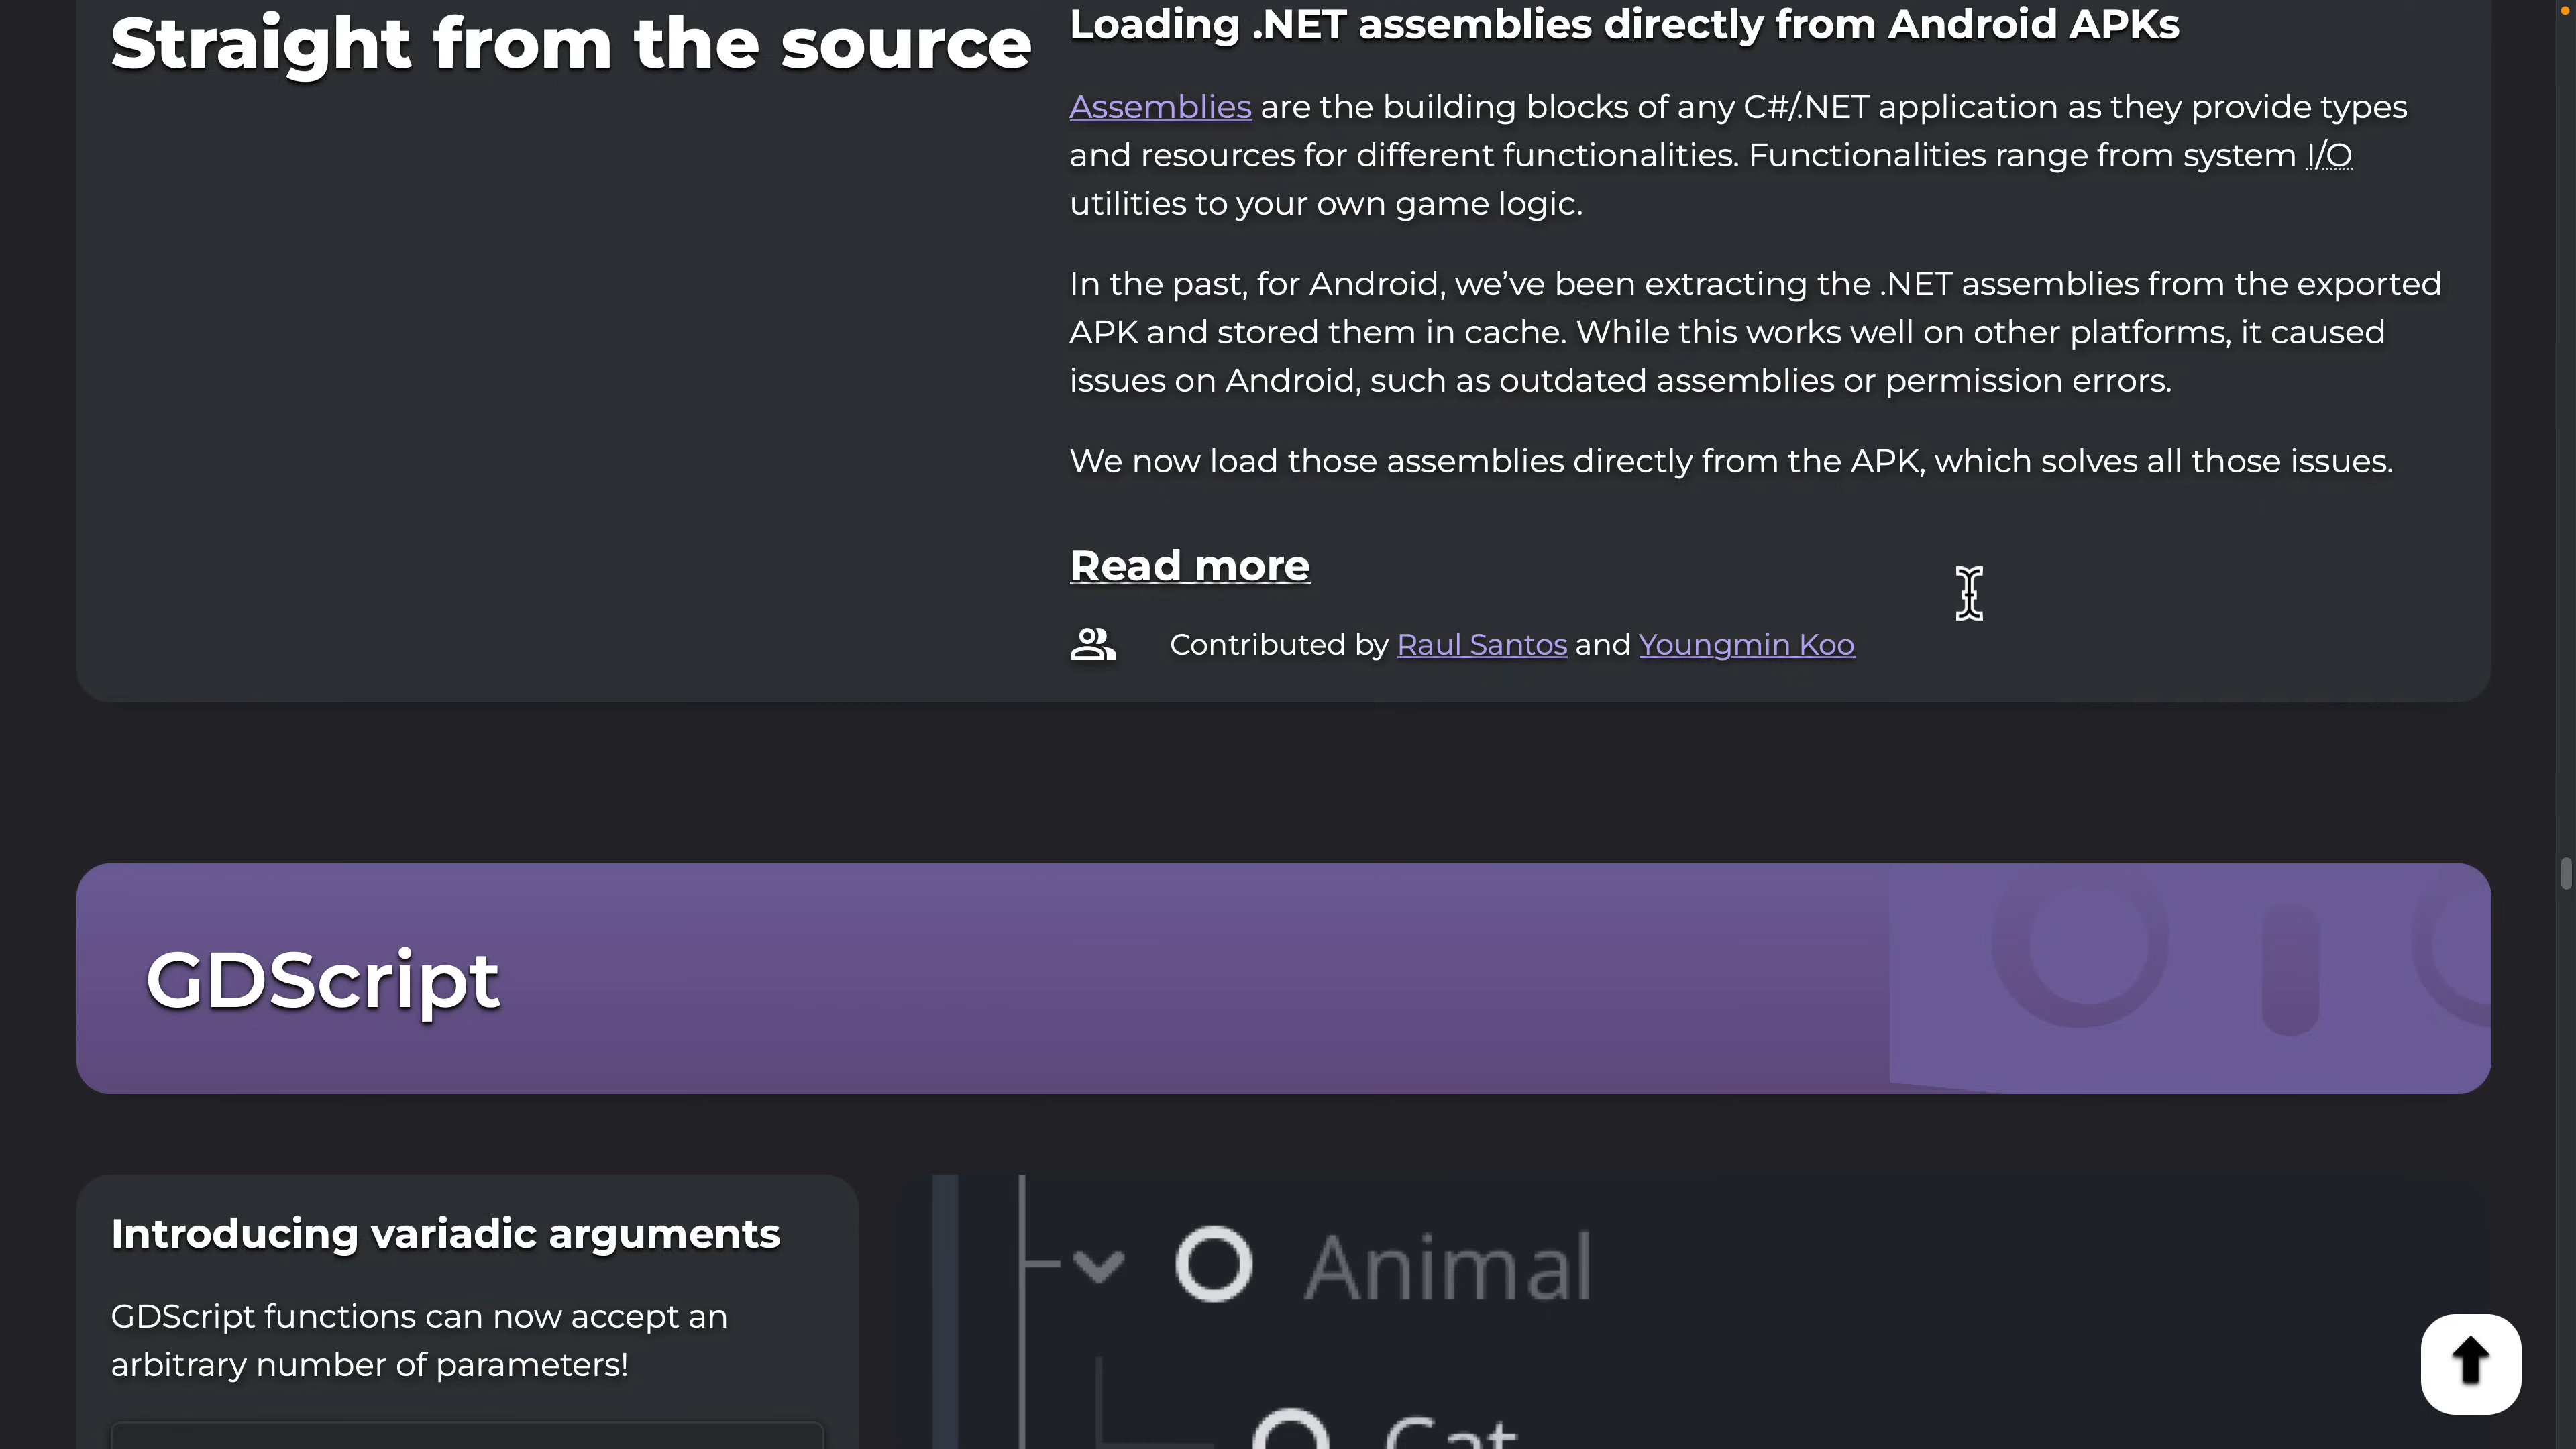 Straight from the source
Loading .NET assemblies directly from Android APKs
Assemblies are the building blocks of any C#/.NET application as they provide types
and resources for different functionalities. Functionalities range from system I/O
utilities to your own game logic.
In the past, for Android, we’ve been extracting the .NET assemblies from the exported
APK and stored them in cache. While this works well on other platforms, it caused
issues on Android, such as outdated assemblies or permission errors.
We now load those assemblies directly from the APK, which solves all those issues.
Read more
Contributed by Raul Santos and Youngmin Koo
GDScript
Introducing variadic arguments
GDScript functions can now accept an
arbitrary number of parameters!
Animal
Cat